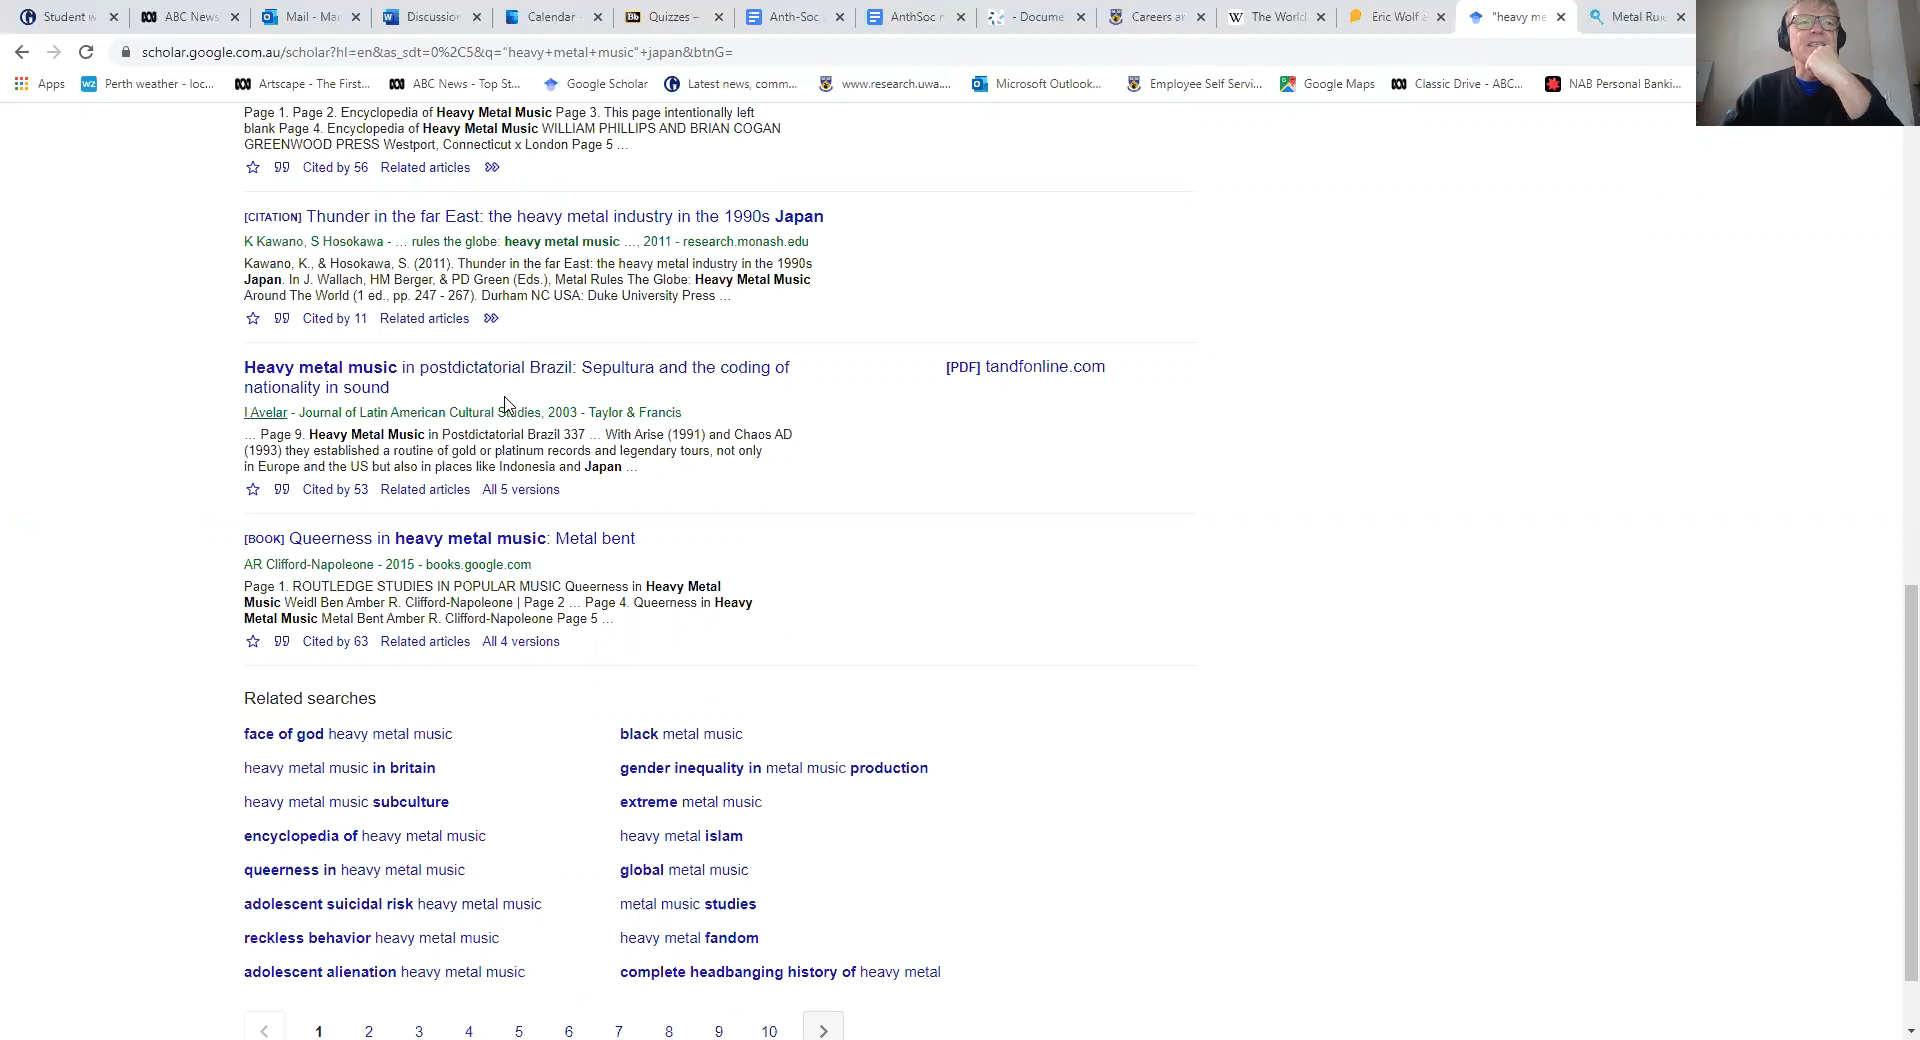 Student w
ABC News
Mail - Mar
Discussion
Calendar
Quizzes –
Anth-Soc
AnthSoc r
- Docume
Careers ar
The World
Eric Wolf a
"heavy me
Metal Rul
scholar.google.com.au/scholar?hl=en&as_sdt=0%2C5&q="heavy+metal+music"+japan&btnG=
Apps
Perth weather - loc...
Artscape - The First...
ABC News - Top St...
Google Scholar
Latest news, comm...
www.research.uwa....
Microsoft Outlook...
Employee Self Servi...
Google Maps
Classic Drive - ABC...
NAB Personal Banki...
Page 1. Page 2. Encyclopedia of Heavy Metal Music Page 3. This page intentionally left
blank Page 4. Encyclopedia of Heavy Metal Music WILLIAM PHILLIPS AND BRIAN COGAN
GREENWOOD PRESS Westport, Connecticut x London Page 5 ...
Cited by 56 Related articles
[CITATION] Thunder in the far East: the heavy metal industry in the 1990s Japan
K Kawano, S Hosokawa - ... rules the globe: heavy metal music ..., 2011 - research.monash.edu
Kawano, K., & Hosokawa, S. (2011). Thunder in the far East: the heavy metal industry in the 1990s
Japan. In J. Wallach, HM Berger, & PD Green (Eds.), Metal Rules The Globe: Heavy Metal Music
Around The World (1 ed., pp. 247 - 267). Durham NC USA: Duke University Press ...
Cited by 11 Related articles
Heavy metal music in postdictatorial Brazil: Sepultura and the coding of
nationality in sound
[PDF] tandfonline.com
I Avelar - Journal of Latin American Cultural Studies, 2003 - Taylor & Francis
... Page 9. Heavy Metal Music in Postdictatorial Brazil 337 ... With Arise (1991) and Chaos AD
(1993) they established a routine of gold or platinum records and legendary tours, not only
in Europe and the US but also in places like Indonesia and Japan ...
Cited by 53 Related articles All 5 versions
[BOOK] Queerness in heavy metal music: Metal bent
AR Clifford-Napoleone - 2015 - books.google.com
Page 1. ROUTLEDGE STUDIES IN POPULAR MUSIC Queerness in Heavy Metal
Music Weidl Ben Amber R. Clifford-Napoleone | Page 2 ... Page 4. Queerness in Heavy
Metal Music Metal Bent Amber R. Clifford-Napoleone Page 5 ...
Cited by 63 Related articles All 4 versions
Related searches
face of god heavy metal music
black metal music
heavy metal music in britain
gender inequality in metal music production
heavy metal music subculture
extreme metal music
encyclopedia of heavy metal music
heavy metal islam
queerness in heavy metal music
global metal music
adolescent suicidal risk heavy metal music
metal music studies
reckless behavior heavy metal music
heavy metal fandom
adolescent alienation heavy metal music
complete headbanging history of heavy metal
1 2 3 4 5 6 7 8 9 10